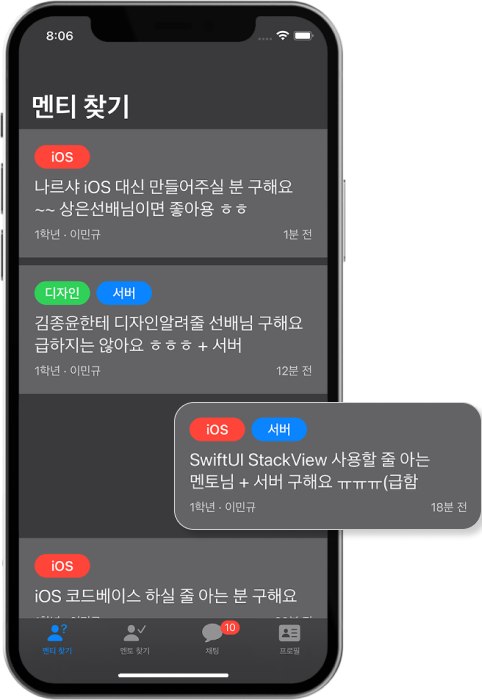 8:06
멘티 찾기
iOS
나르샤 iOS 대신 만들어주실 분 구해요
~~ 상은선배님이면 좋아용 ㅎㅎ
1학년 · 이민규 1분 전
디자인 서버
김종윤한테 디자인알려줄 선배님 구해요
급하지는 않아요 ㅎㅎㅎ + 서버
1학년 · 이민규 12분 전
iOS 서버
SwiftUI StackView 사용할 줄 아는
멘토님 + 서버 구해요 ㅠㅠㅠ(급함
1학년 · 이민규 18분 전
iOS
iOS 코드베이스 하실 줄 아는 분 구해요
멘티 찾기 멘토 찾기 채팅 10 프로필